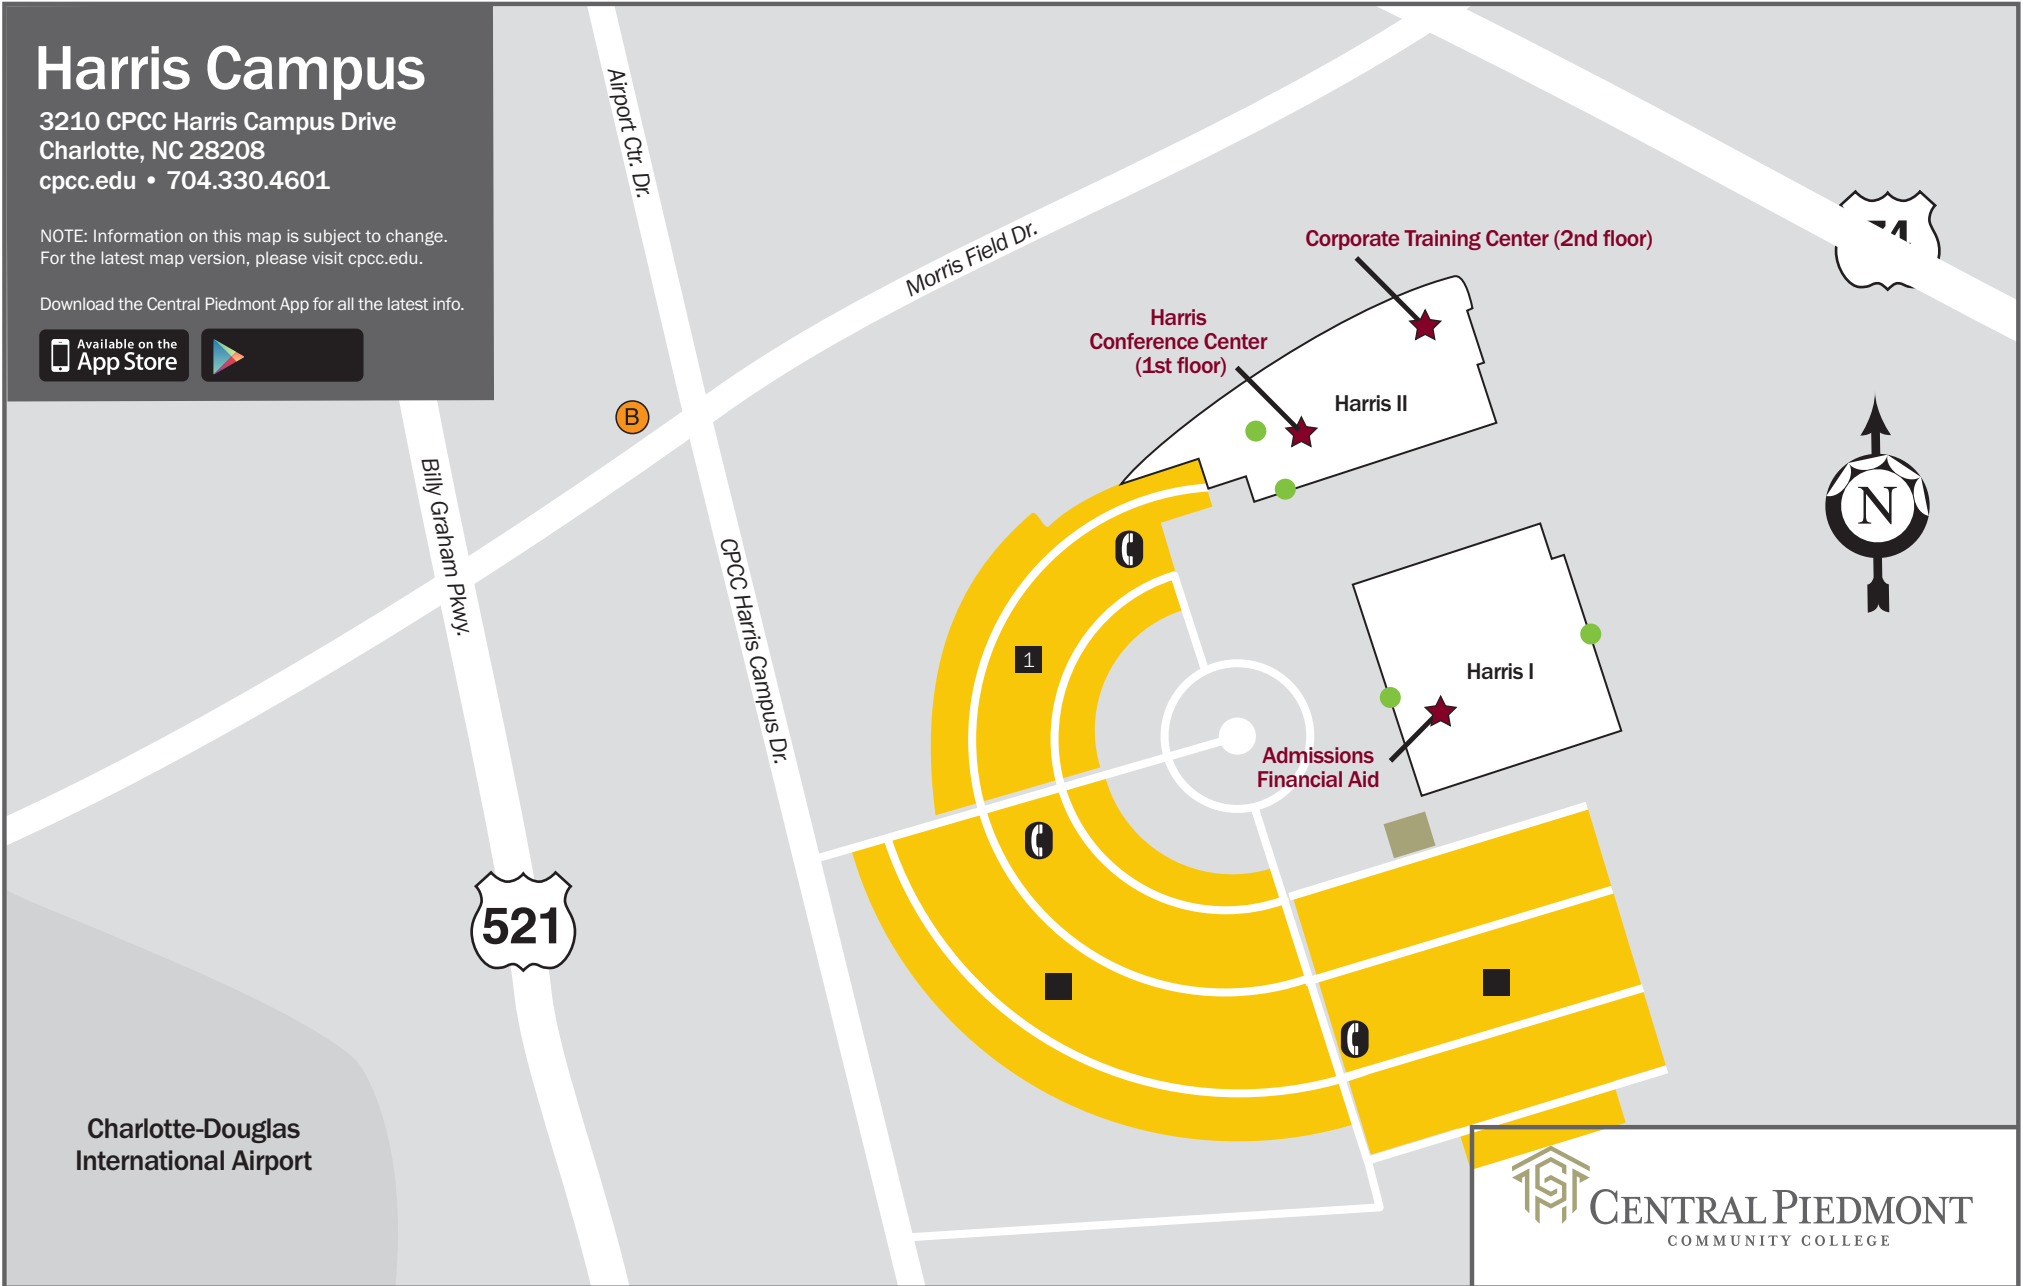 Harris Campus
3210 CPCC Harris Campus Drive
Charlotte, NC 28208
cpcc.edu • 704.330.4601
NOTE: Information on this map is subject to change.
For the latest map version, please visit cpcc.edu.
Download the Central Piedmont App for all the latest info.
Available on the
App Store
Airport Ctr. Dr.
Morris Field Dr.
Corporate Training Center (2nd floor)
Harris
Conference Center
(1st floor)
Harris II
B
Billy Graham Pkwy.
CPCC Harris Campus Dr.
N
1
Harris I
Admissions
Financial Aid
521
Charlotte-Douglas
International Airport
CENTRAL PIEDMONT
COMMUNITY COLLEGE